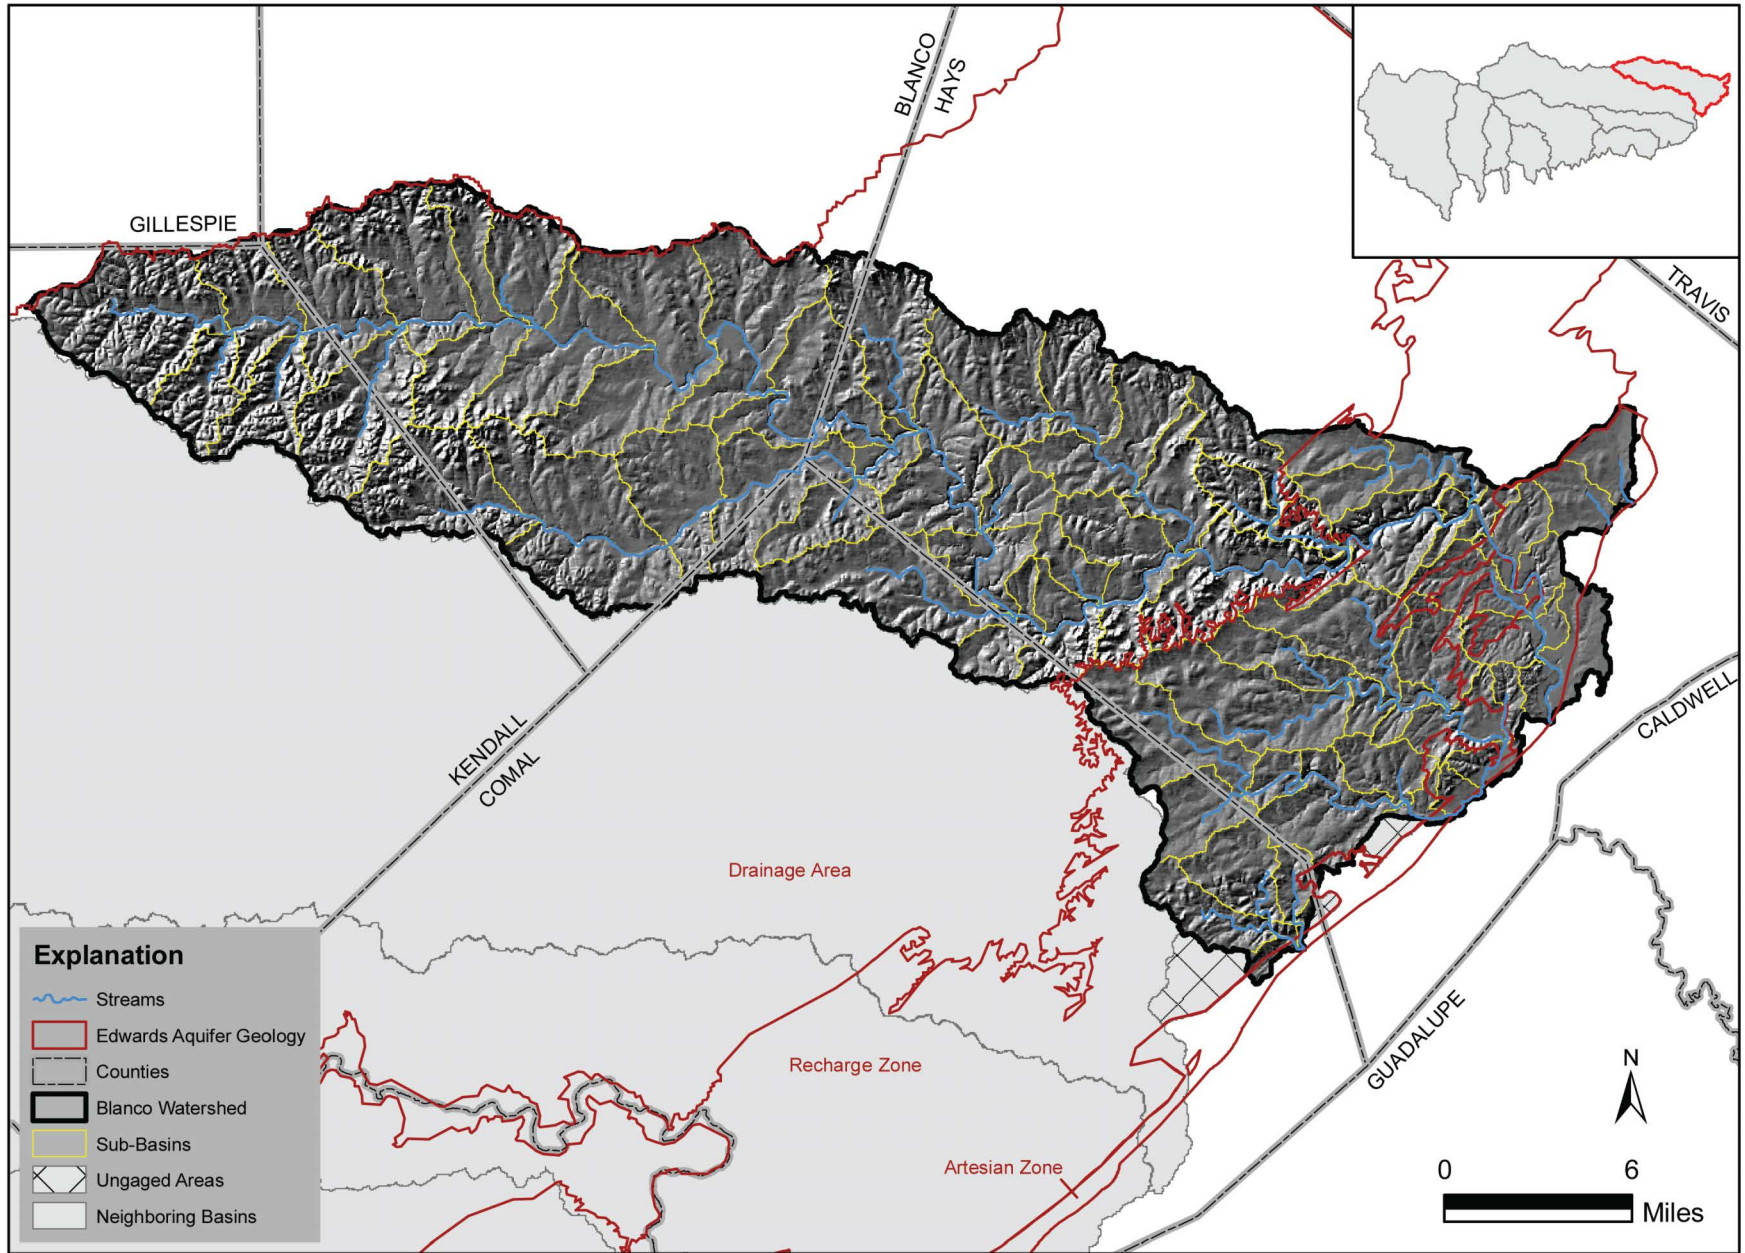 BLANCO
HAYS
GILLESPIE
TRAVIS
CALDWELL
KENDALL
COMAL
Drainage Area
Recharge Zone
Artesian Zone
GUADALUPE
Explanation
Streams
Edwards Aquifer Geology
Counties
Blanco Watershed
Sub-Basins
Ungaged Areas
Neighboring Basins
N
0 6
Miles